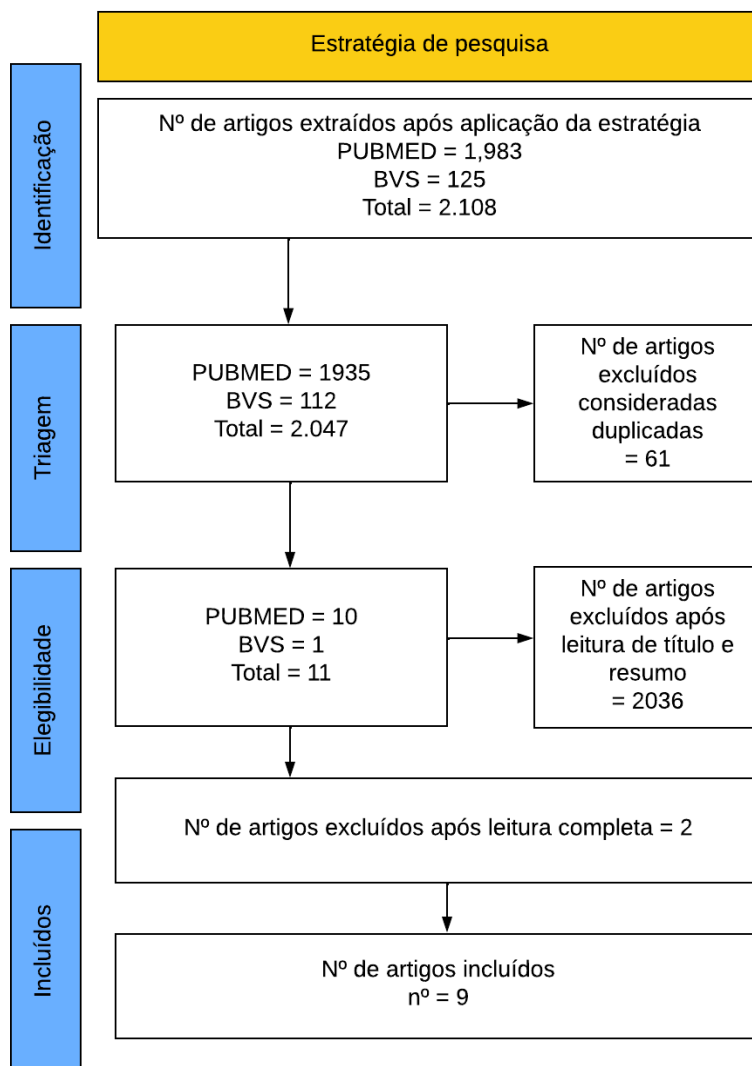 Estratégia de pesquisa
Identificação
Nº de artigos extraídos após aplicação da estratégia
PUBMED = 1,983
BVS = 125
Total = 2.108
Triagem
PUBMED = 1935
BVS = 112
Total = 2.047
Nº de artigos
excluídos
consideradas
duplicadas
= 61
Elegibilidade
PUBMED = 10
BVS = 1
Total = 11
Nº de artigos
excluídos após
leitura de título e
resumo
= 2036
Nº de artigos excluídos após leitura completa = 2
Incluídos
Nº de artigos incluídos
nº = 9